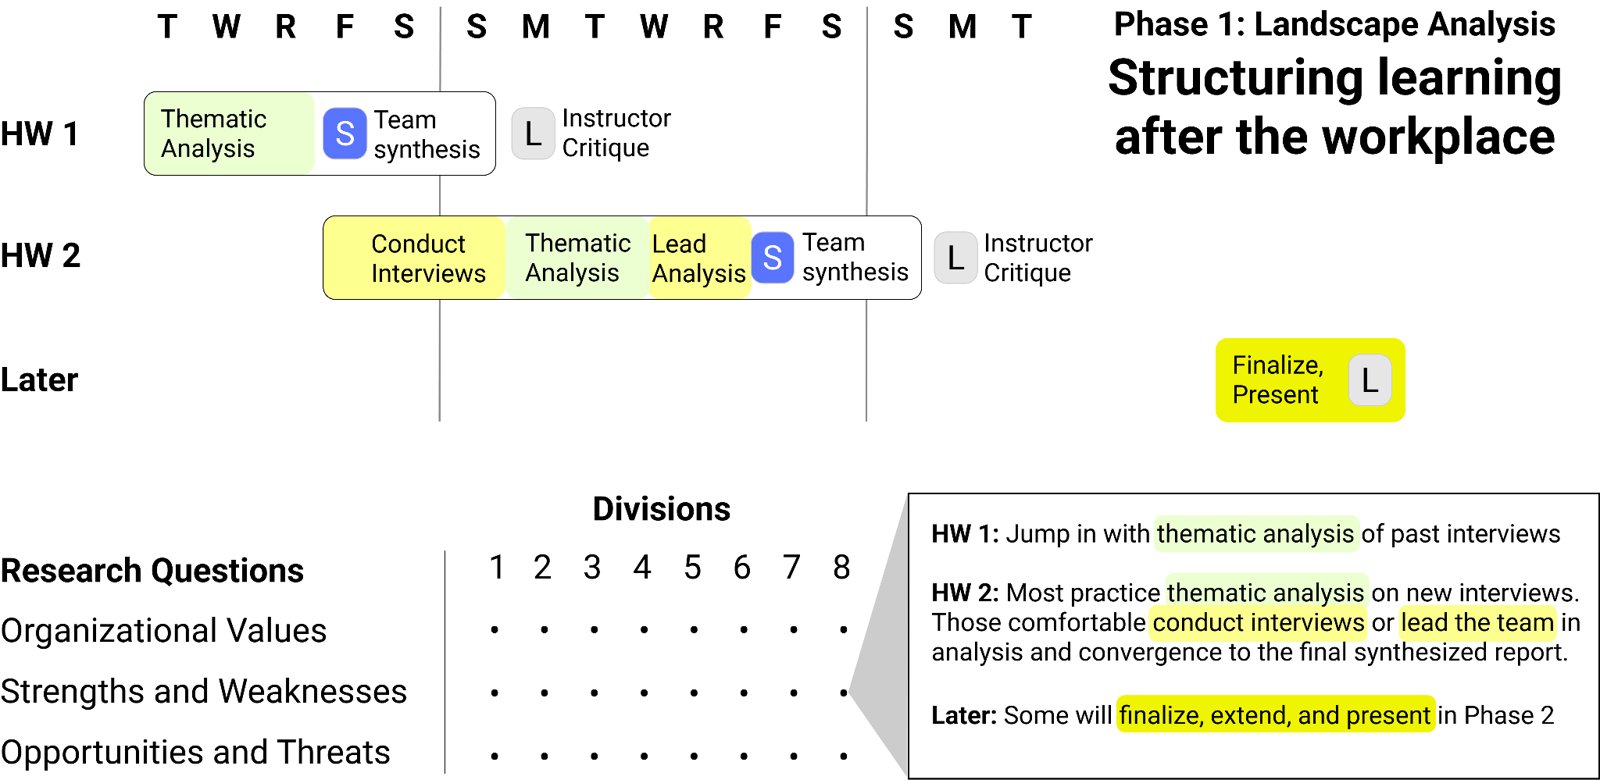 T W R F S S M T W R F S S M T
Phase 1: Landscape Analysis
Structuring learning
after the workplace
HW 1
Thematic
Analysis
S
Team
synthesis
L
Instructor
Critique
HW 2
Conduct
Interviews
Thematic
Analysis
Lead
Analysis
S
Team
synthesis
L
Instructor
Critique
Later
Finalize,
Present
L
Divisions
Research Questions
1 2 3 4 5 6 7 8
Organizational Values
Strengths and Weaknesses
Opportunities and Threats
HW 1: Jump in with thematic analysis of past interviews
HW 2: Most practice thematic analysis on new interviews.
Those comfortable conduct interviews or lead the team in
analysis and convergence to the final synthesized report.
Later: Some will finalize, extend, and present in Phase 2